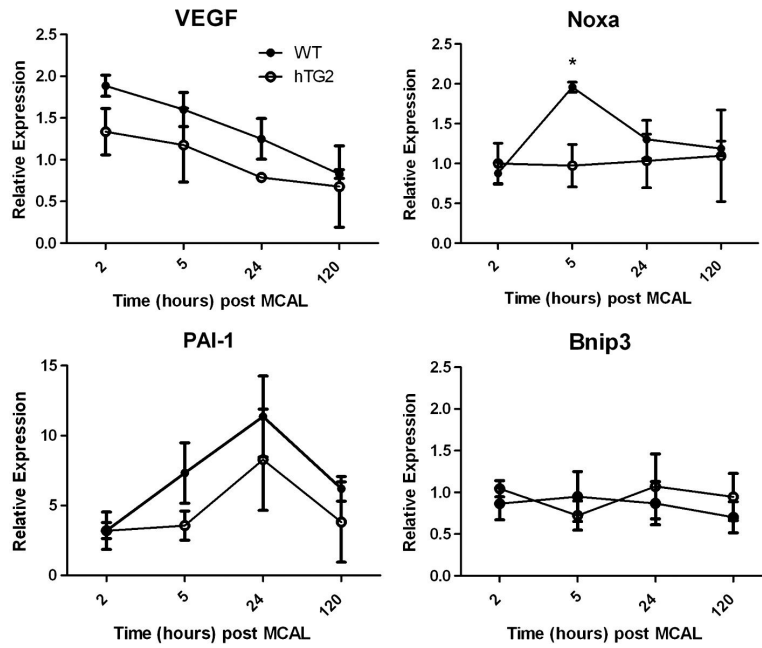 VEGF
2.5
2.0
1.5
1.0
0.5
0.0
Relative Expression
WT
hTG2
2
5
24
120
Time (hours) post MCAL
Noxa
2.5
2.0
1.5
1.0
0.5
0.0
Relative Expression
*
2
5
24
120
Time (hours) post MCAL
PAI-1
15
10
5
0
Relative Expression
2
5
24
120
Time (hours) post MCAL
Bnip3
2.5
2.0
1.5
1.0
0.5
0.0
Relative Expression
2
5
24
120
Time (hours) post MCAL